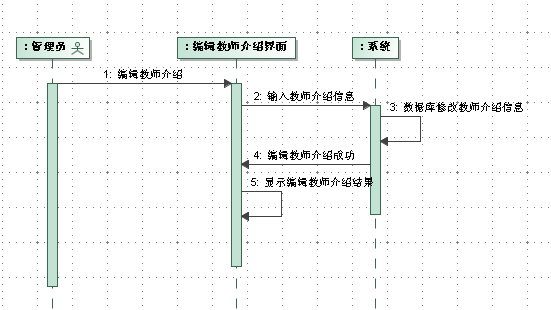 : 管理员
: 编辑教师介绍界面
: 系统
1: 编辑教师介绍
2: 输入教师介绍信息
3: 数据库修改教师介绍信息
4: 编辑教师介绍成功
5: 显示编辑教师介绍结果